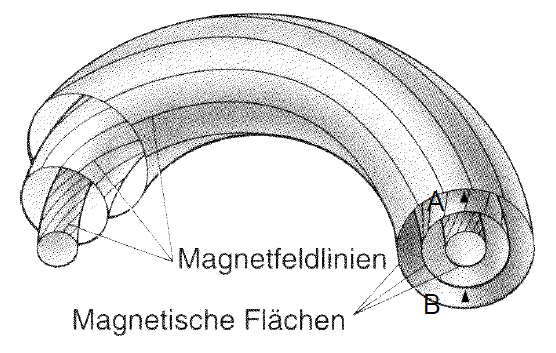 A
Magnetfeldlinien
B
Magnetische Flächen